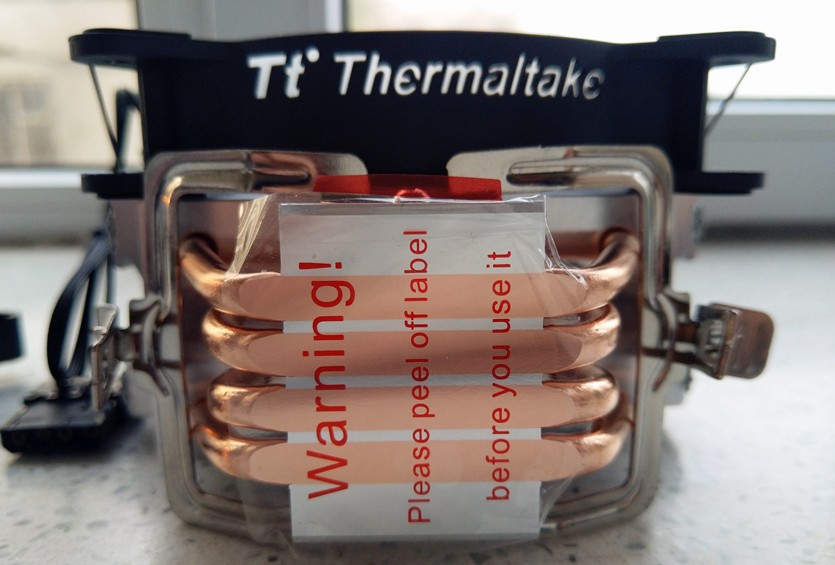 Tt Thermaltake
Warning!
Please peel off label
before you use it